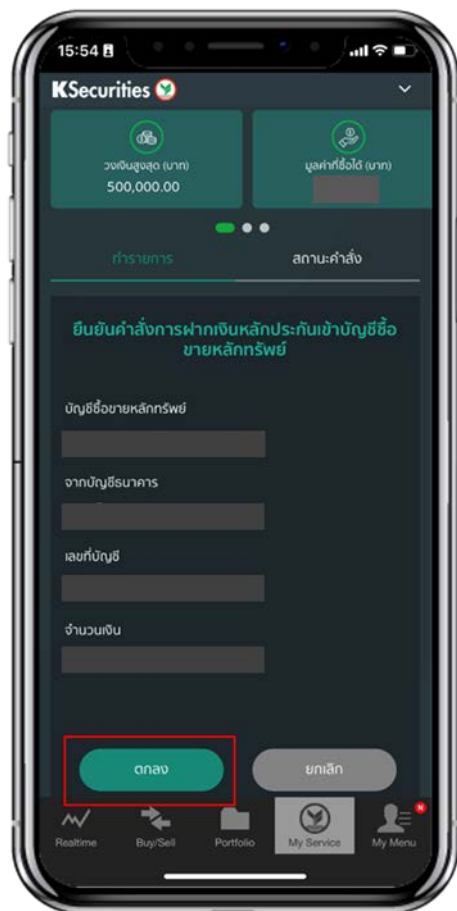 15:54
KSecurities
วงเงินสูงสุด (บาท)
500,000.00
มูลค่าที่ซื้อได้ (บาท)
ทำรายการ
สถานะคำสั่ง
ยืนยันคำสั่งการฝากเงินหลักประกันเข้าบัญชีซื้อ
ขายหลักทรัพย์
บัญชีซื้อขายหลักทรัพย์
จากบัญชีธนาคาร
เลขที่บัญชี
จำนวนเงิน
ตกลง
ยกเลิก
Realtime
Buy/Sell
Portfolio
My Service
My Menu
N